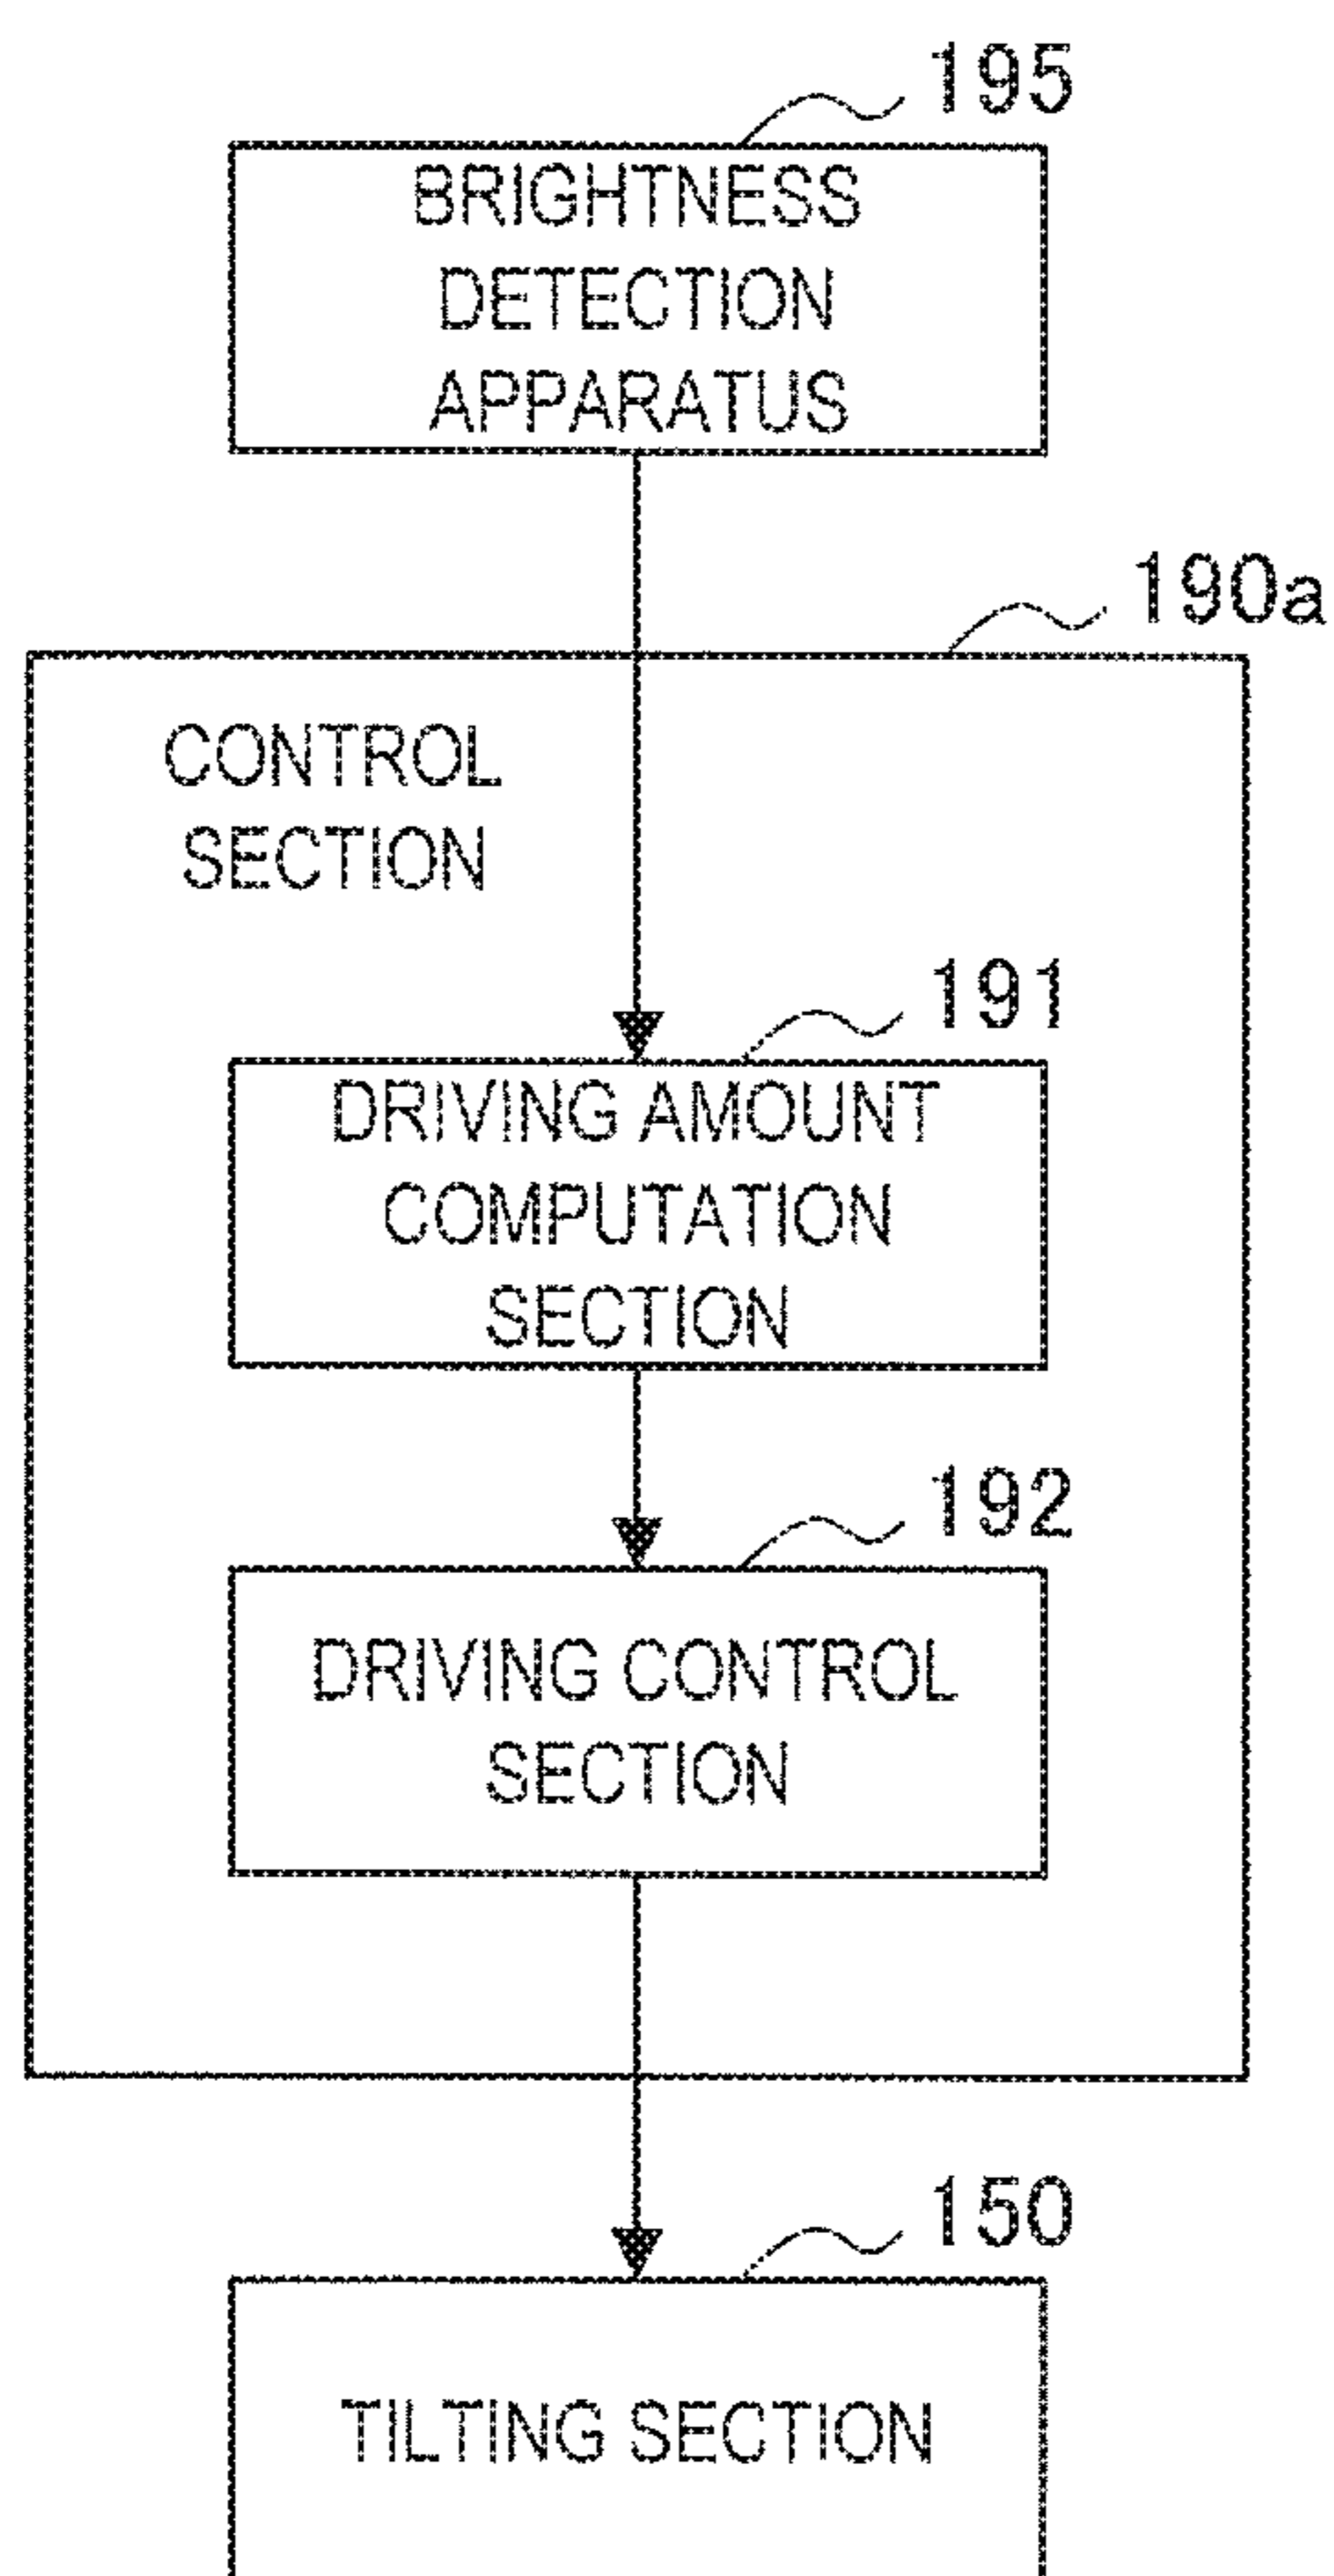 195
BRIGHTNESS
DETECTION
APPARATUS
190a
CONTROL
SECTION
191
DRIVING AMOUNT
COMPUTATION
SECTION
192
DRIVING CONTROL
SECTION
150
TILTING SECTION